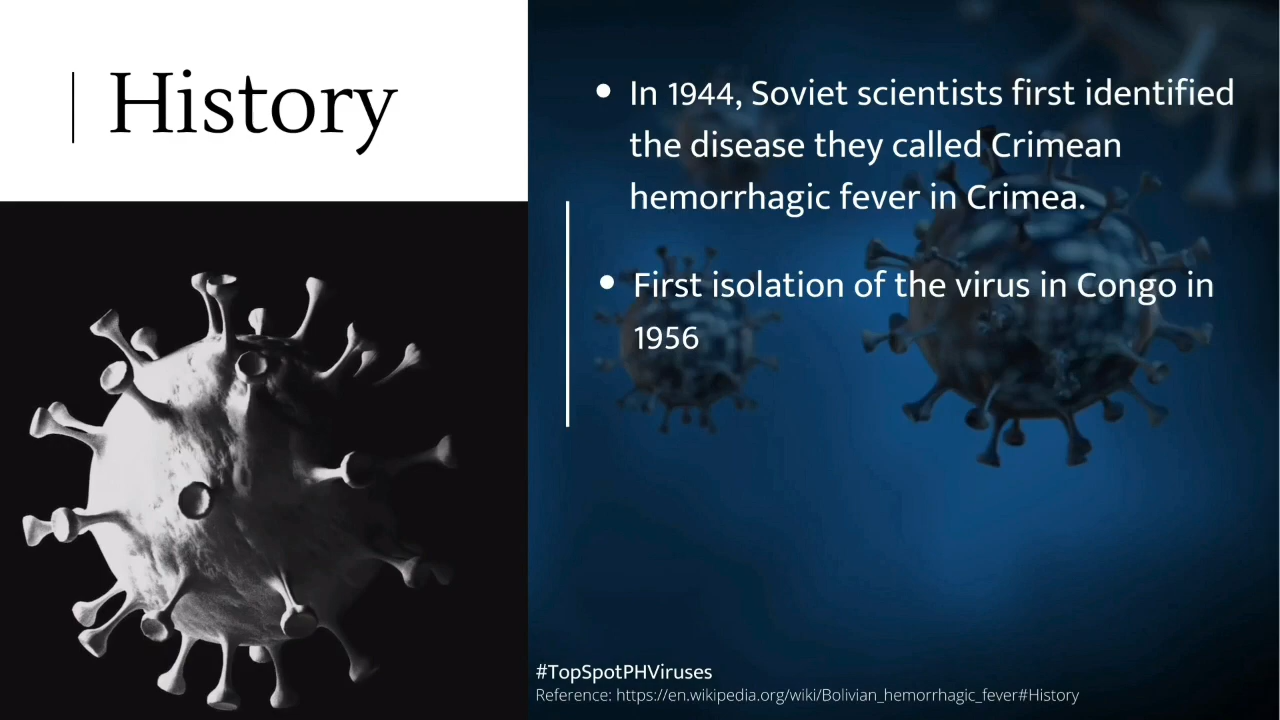 History
• In 1944, Soviet scientists first identified
the disease they called Crimean
hemorrhagic fever in Crimea.
• First isolation of the virus in Congo in
1956
#TopSpotPHViruses
Reference: https://en.wikipedia.org/wiki/Bolivian_hemorrhagic_fever#History